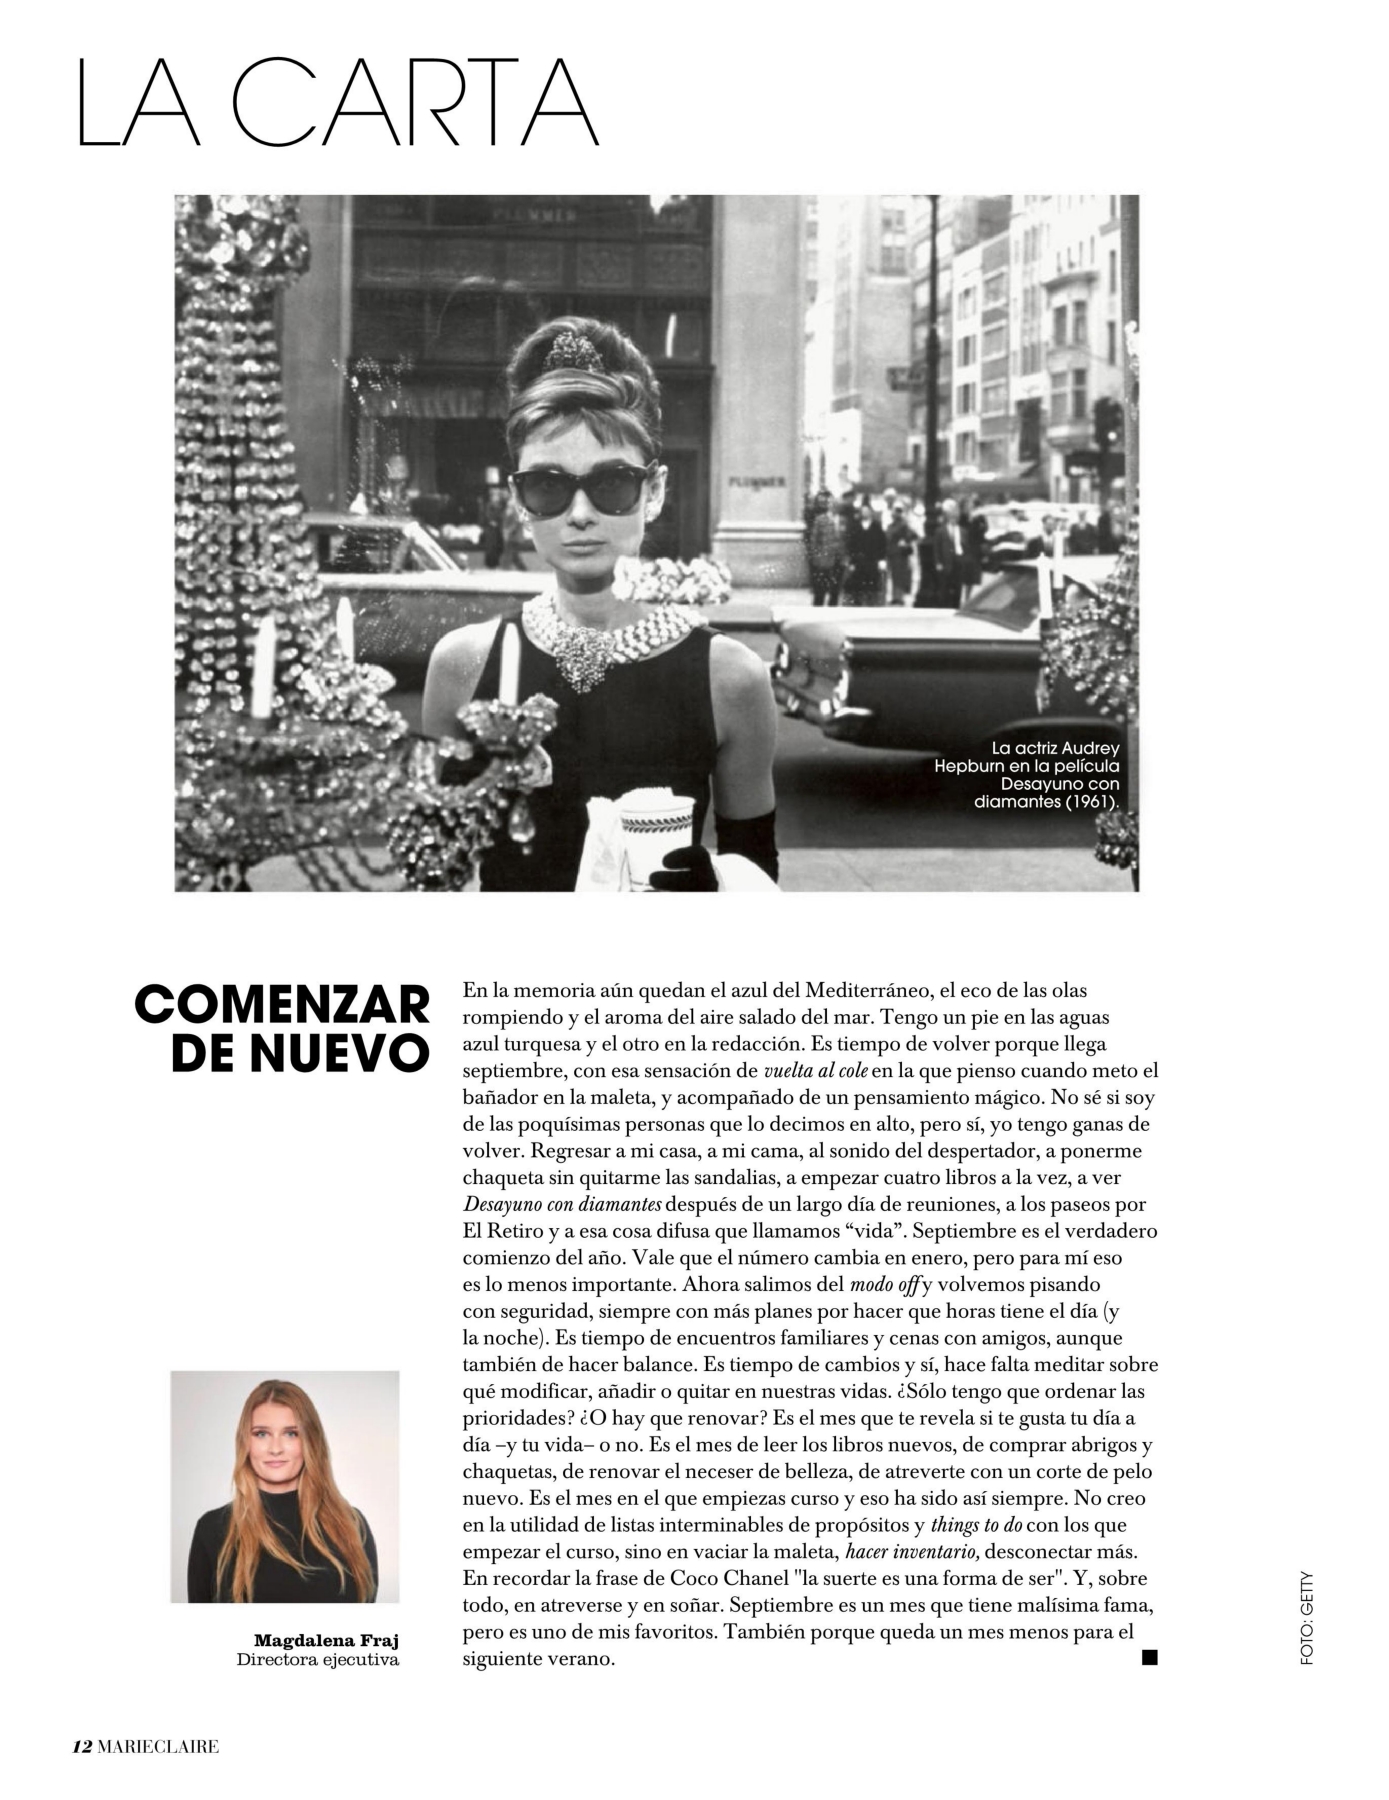 LA CARTA
PLUMMER
PLUMMER
La actriz Audrey
Hepburn en la película
Desayuno con
diamantes (1961).
COMENZAR
DE NUEVO
En la memoria aún quedan el azul del Mediterráneo, el eco de las olas
rompiendo y el aroma del aire salado del mar. Tengo un pie en las aguas
azul turquesa y el otro en la redacción. Es tiempo de volver porque llega
septiembre, con esa sensación de vuelta al cole en la que pienso cuando meto el
bañador en la maleta, y acompañado de un pensamiento mágico. No sé si soy
de las poquísimas personas que lo decimos en alto, pero sí, yo tengo ganas de
volver. Regresar a mi casa, a mi cama, al sonido del despertador, a ponerme
chaqueta sin quitarme las sandalias, a empezar cuatro libros a la vez, a ver
Desayuno con diamantes después de un largo día de reuniones, a los paseos por
El Retiro y a esa cosa difusa que llamamos “vida”. Septiembre es el verdadero
comienzo del año. Vale que el número cambia en enero, pero para mí eso
es lo menos importante. Ahora salimos del modo off y volvemos pisando
con seguridad, siempre con más planes por hacer que horas tiene el día (y
la noche). Es tiempo de encuentros familiares y cenas con amigos, aunque
también de hacer balance. Es tiempo de cambios y sí, hace falta meditar sobre
qué modificar, añadir o quitar en nuestras vidas. ¿Sólo tengo que ordenar las
prioridades? ¿O hay que renovar? Es el mes que te revela si te gusta tu día a
día –y tu vida– o no. Es el mes de leer los libros nuevos, de comprar abrigos y
chaquetas, de renovar el neceser de belleza, de atreverte con un corte de pelo
nuevo. Es el mes en el que empiezas curso y eso ha sido así siempre. No creo
en la utilidad de listas interminables de propósitos y things to do con los que
empezar el curso, sino en vaciar la maleta, hacer inventario, desconectar más.
En recordar la frase de Coco Chanel "la suerte es una forma de ser". Y, sobre
todo, en atreverse y en soñar. Septiembre es un mes que tiene malísima fama,
pero es uno de mis favoritos. También porque queda un mes menos para el
siguiente verano.
Magdalena Fraj
Directora ejecutiva
FOTO: GETTY
12 MARIECLAIRE